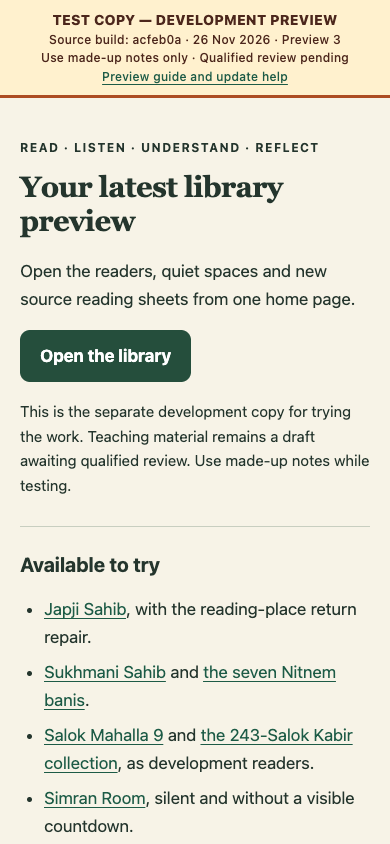 TEST COPY — DEVELOPMENT PREVIEW
Source build: acfeb0a · 26 Nov 2026 · Preview 3
Use made-up notes only · Qualified review pending
Preview guide and update help
READ · LISTEN · UNDERSTAND · REFLECT
Your latest library
preview
Open the readers, quiet spaces and new
source reading sheets from one home page.
Open the library
This is the separate development copy for trying
the work. Teaching material remains a draft
awaiting qualified review. Use made-up notes while
testing.
Available to try
• Japji Sahib, with the reading-place return
repair.
• Sukhmani Sahib and the seven Nitnem
banis.
• Salok Mahalla 9 and the 243-Salok Kabir
collection, as development readers.
• Simran Room, silent and without a visible
countdown.